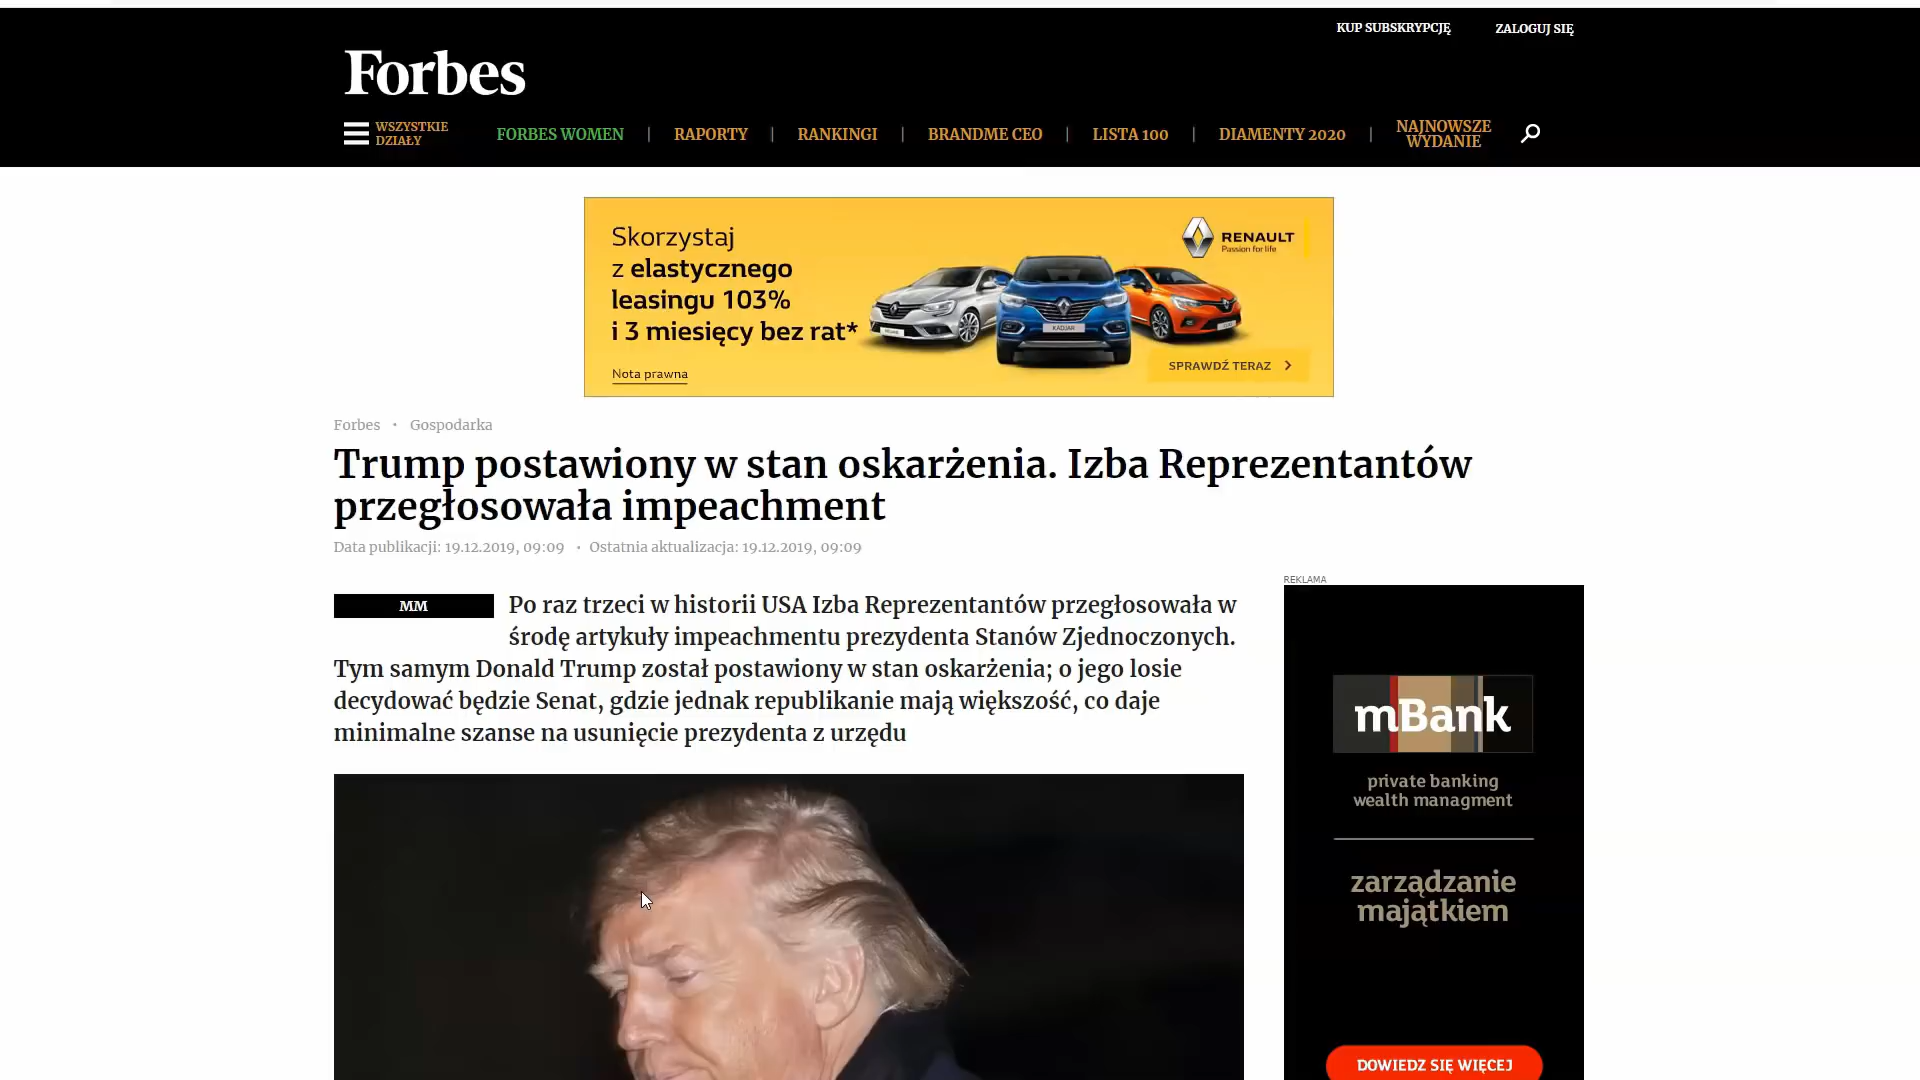 KUP SUBSKRYPCJĘ
ZALOGUJ SIĘ
Forbes
WSZYSTKIE
DZIAŁY
FORBES WOMEN
RAPORTY
RANKINGI
BRANDME CEO
LISTA 100
DIAMENTY 2020
NAJNOWSZE
WYDANIE
Skorzystaj
z elastycznego
leasingu 103%
i 3 miesięcy bez rat*
Nota prawna
RENAULT
Passion for life
KADJAR
SPRAWDŹ TERAZ
Forbes • Gospodarka
Trump postawiony w stan oskarżenia. Izba Reprezentantów
przegłosowała impeachment
Data publikacji: 19.12.2019, 09:09 • Ostatnia aktualizacja: 19.12.2019, 09:09
MM
Po raz trzeci w historii USA Izba Reprezentantów przegłosowała w
środę artykuły impeachmentu prezydenta Stanów Zjednoczonych.
Tym samym Donald Trump został postawiony w stan oskarżenia; o jego losie
decydować będzie Senat, gdzie jednak republikanie mają większość, co daje
minimalne szanse na usunięcie prezydenta z urzędu
REKLAMA
mBank
private banking
wealth managment
zarządzanie
majątkiem
DOWIEDZ SIĘ WIĘCEJ